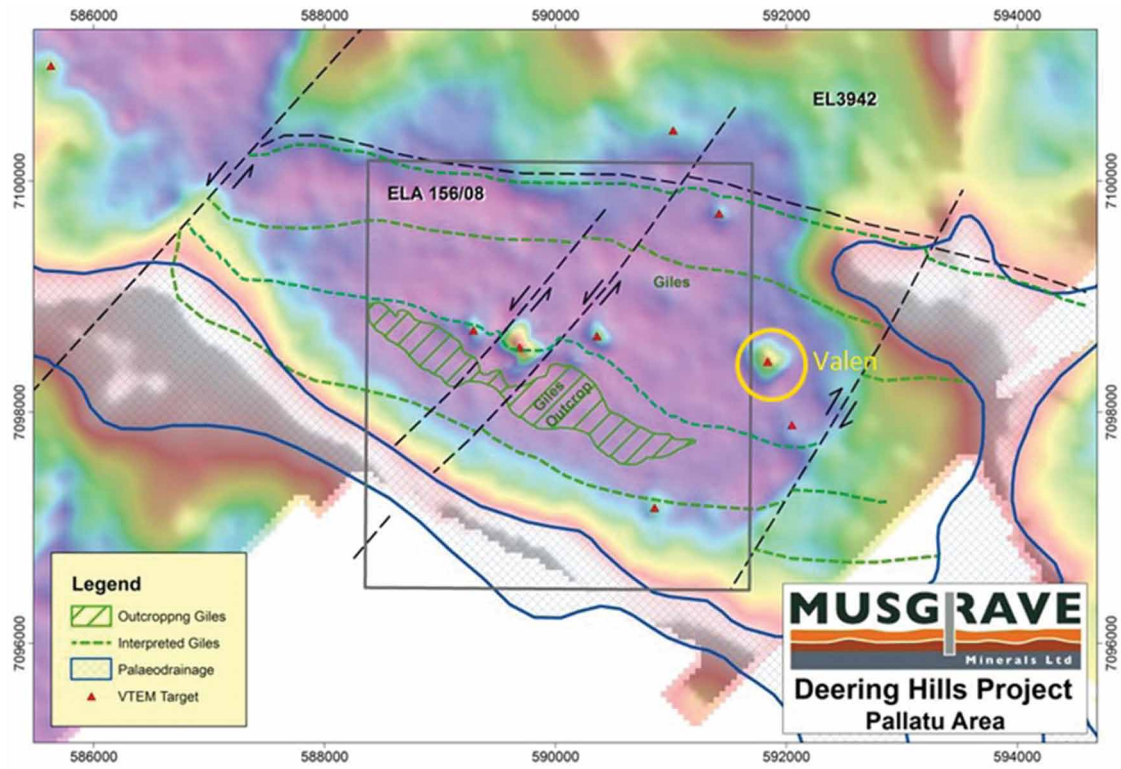 586000
588000
590000
592000
594000
EL3942
7100000
7100000
ELA 156/08
Giles
Valen
Giles
Outcrop
7098000
7098000
Legend
Outcroppng Giles
Interpreted Giles
Palaeodrainage
VTEM Target
7096000
7096000
MUSGRAVE
Minerals Ltd
Deering Hills Project
Pallatu Area
586000
588000
590000
592000
594000